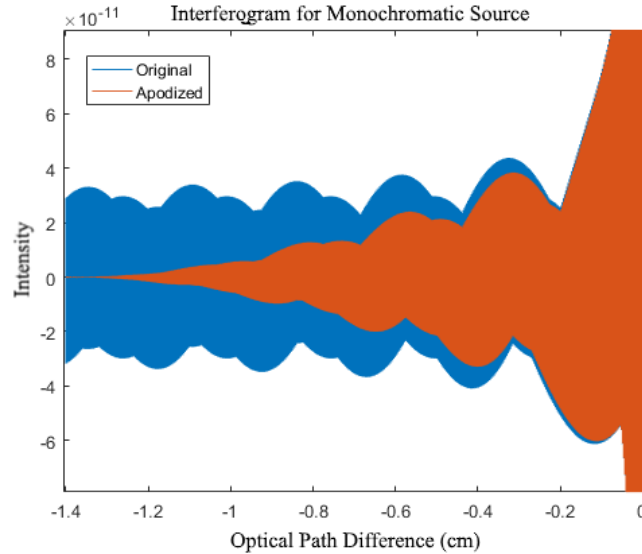 Interferogram for Monochromatic Source
×10⁻¹¹
Original
Apodized
8
6
4
2
0
-2
-4
-6
Intensity
-1.4 -1.2 -1 -0.8 -0.6 -0.4 -0.2 0
Optical Path Difference (cm)